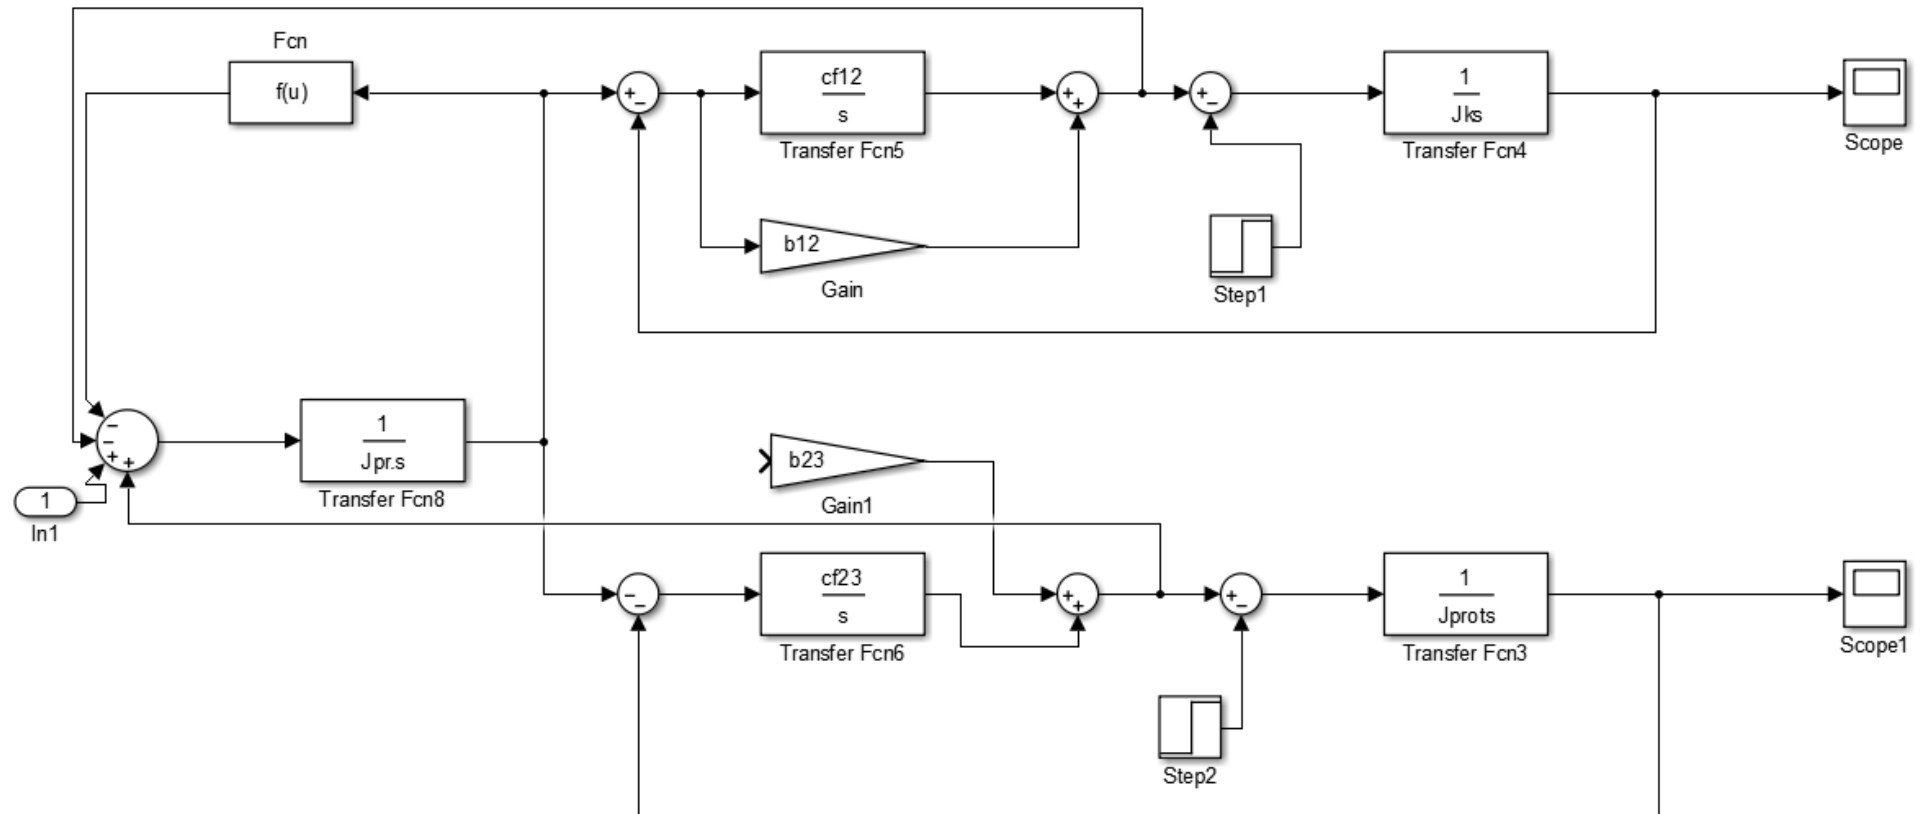 Fcn
f(u)
+
−
cf12
s
Transfer Fcn5
+
+
+
−
1
Jks
Transfer Fcn4
Scope
b12
Gain
Step1
−
−
+
+
1
Jpr.s
Transfer Fcn8
1
In1
b23
Gain1
−
−
cf23
s
Transfer Fcn6
+
+
+
−
1
Jprots
Transfer Fcn3
Scope1
Step2